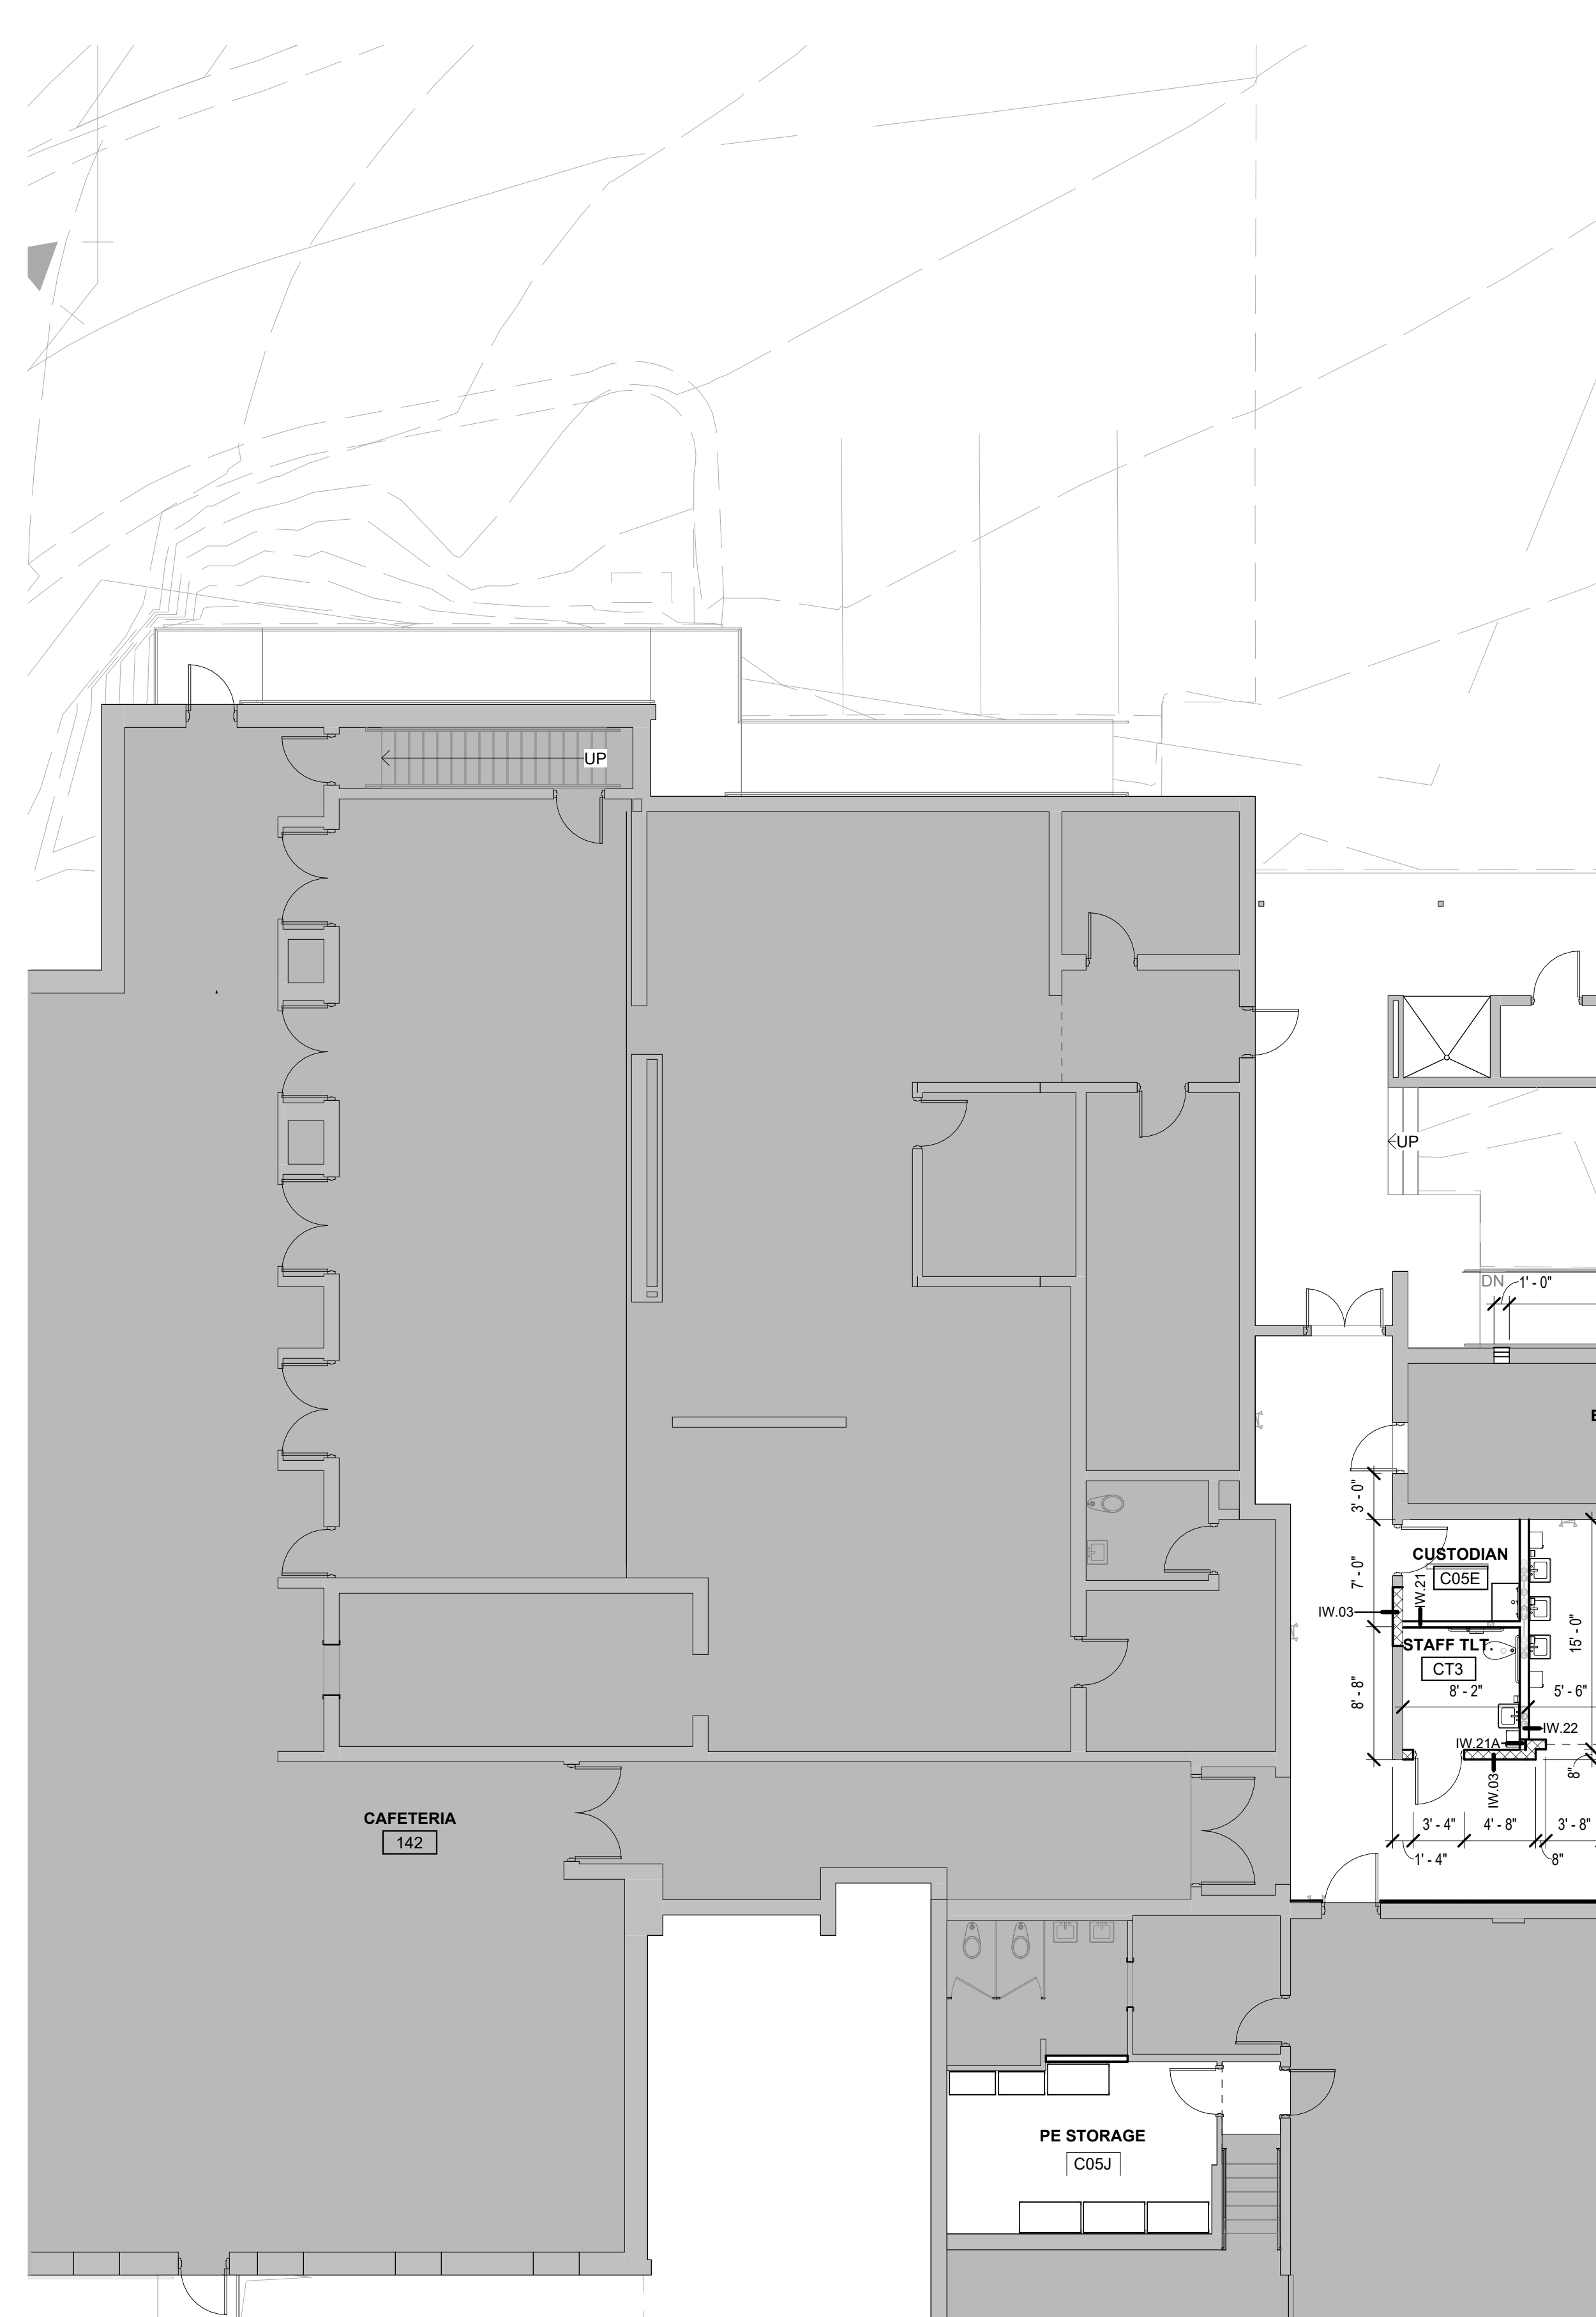 UP
UP
DN
1' - 0"
E
3' - 0"
CUSTODIAN
C05E
7' - 0"
IW.21
IW.03
15' - 0"
STAFF TLT.
CT3
8' - 2"
5' - 6"
8' - 8"
IW.22
IW.21A
8"
IW.03
CAFETERIA
142
3' - 4"
4' - 8"
3' - 8"
1' - 4"
8"
PE STORAGE
C05J